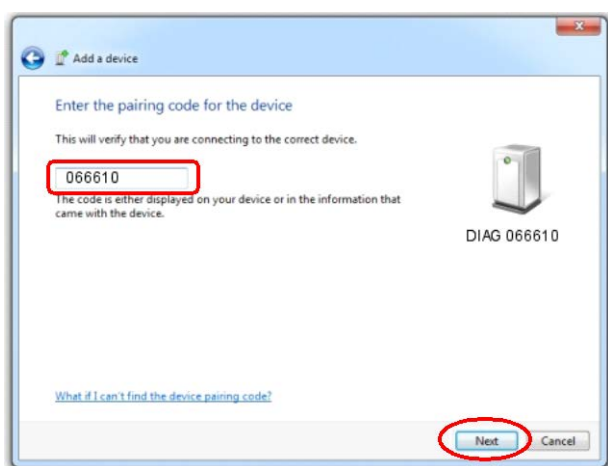 Add a device
Enter the pairing code for the device
This will verify that you are connecting to the correct device.
066610
The code is either displayed on your device or in the information that
came with the device.
DIAG 066610
What if I can't find the device pairing code?
Next
Cancel